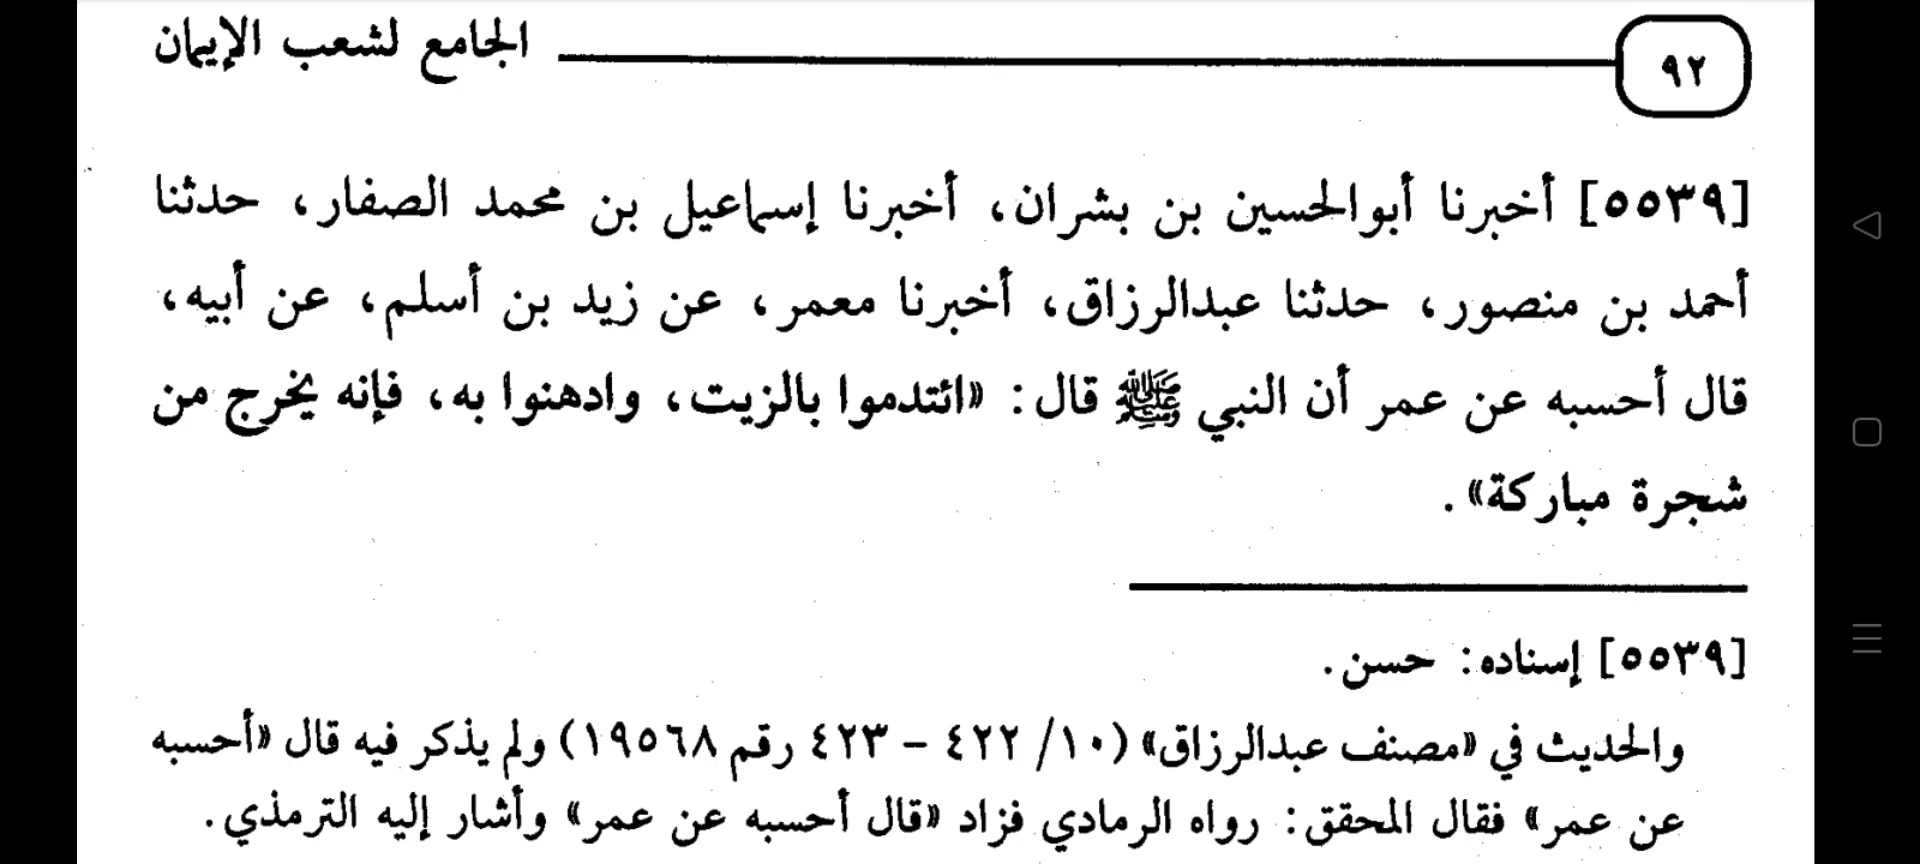 ٩٢ الجامع لشعب الإيمان
[٥٥٣٩] أخبرنا أبوالحسين بن بشران، أخبرنا إسماعيل بن محمد الصفار، حدثنا
أحمد بن منصور، حدثنا عبدالرزاق، أخبرنا معمر، عن زيد بن أسلم، عن أبيه،
قال أحسبه عن عمر أن النبي ﷺ قال: «ائتدموا بالزيت، وادهنوا به، فإنه يخرج من
شجرة مباركة».
[٥٥٣٩] إسناده: حسن.
والحديث في «مصنف عبدالرزاق» (١٠/ ٤٢٢ - ٤٢٣ رقم ١٩٥٦٨) ولم يذكر فيه قال «أحسبه
عن عمر» فقال المحقق: رواه الرمادي فزاد «قال أحسبه عن عمر» وأشار إليه الترمذي.